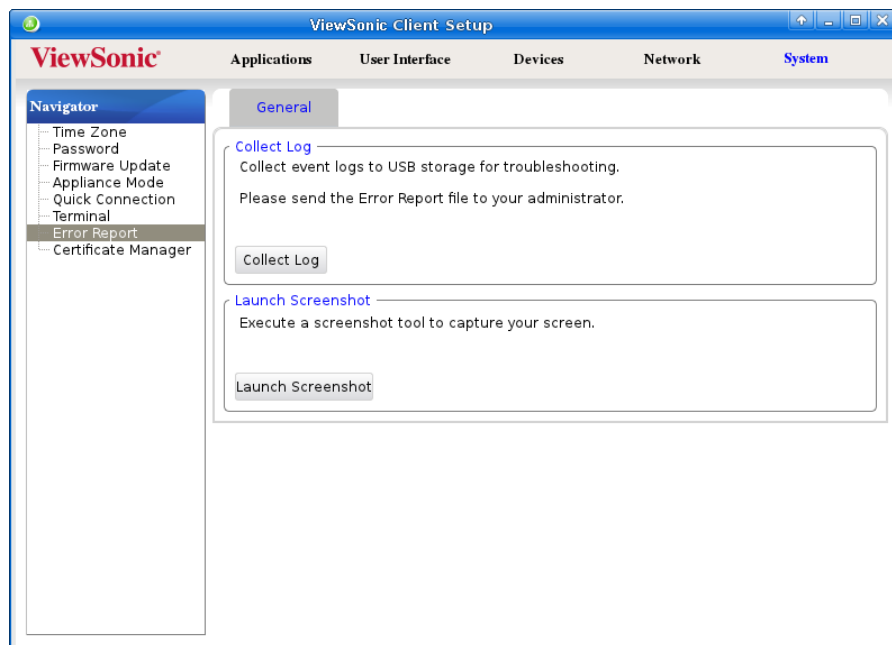 ViewSonic Client Setup
ViewSonic®
Applications
User Interface
Devices
Network
System
Navigator
Time Zone
Password
Firmware Update
Appliance Mode
Quick Connection
Terminal
Error Report
Certificate Manager
General
Collect Log
Collect event logs to USB storage for troubleshooting.
Please send the Error Report file to your administrator.
Collect Log
Launch Screenshot
Execute a screenshot tool to capture your screen.
Launch Screenshot